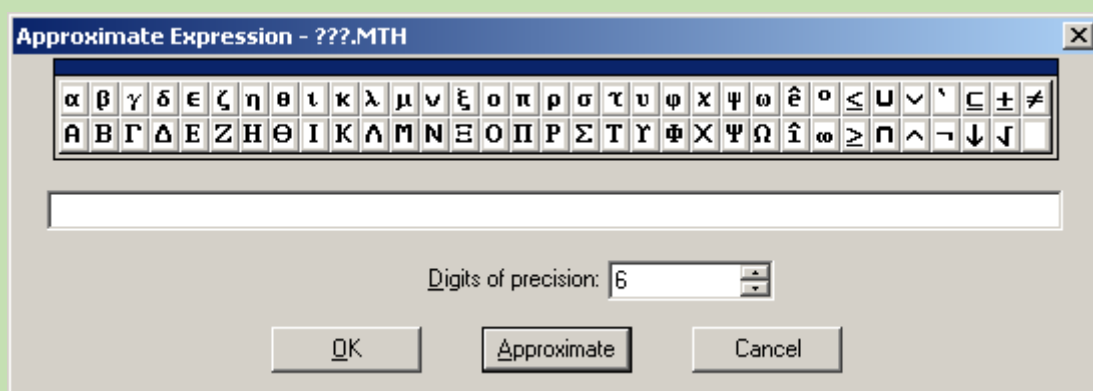 Approximate Expression - ???.MTH
α β γ δ ε ζ η θ ι κ λ μ ν ξ ο π ρ σ τ υ φ χ ψ ω ê º ≤ ∪ ∨ ` ⊆ ± ≠
Α Β Γ Δ Ε Ζ Η Θ Ι Κ Λ Μ Ν Ξ Ο Π Ρ Σ Τ Υ Φ Χ Ψ Ω î ∞ ≥ ∩ ∧ ¬ ↓ √
Digits of precision: 6
OK Approximate Cancel